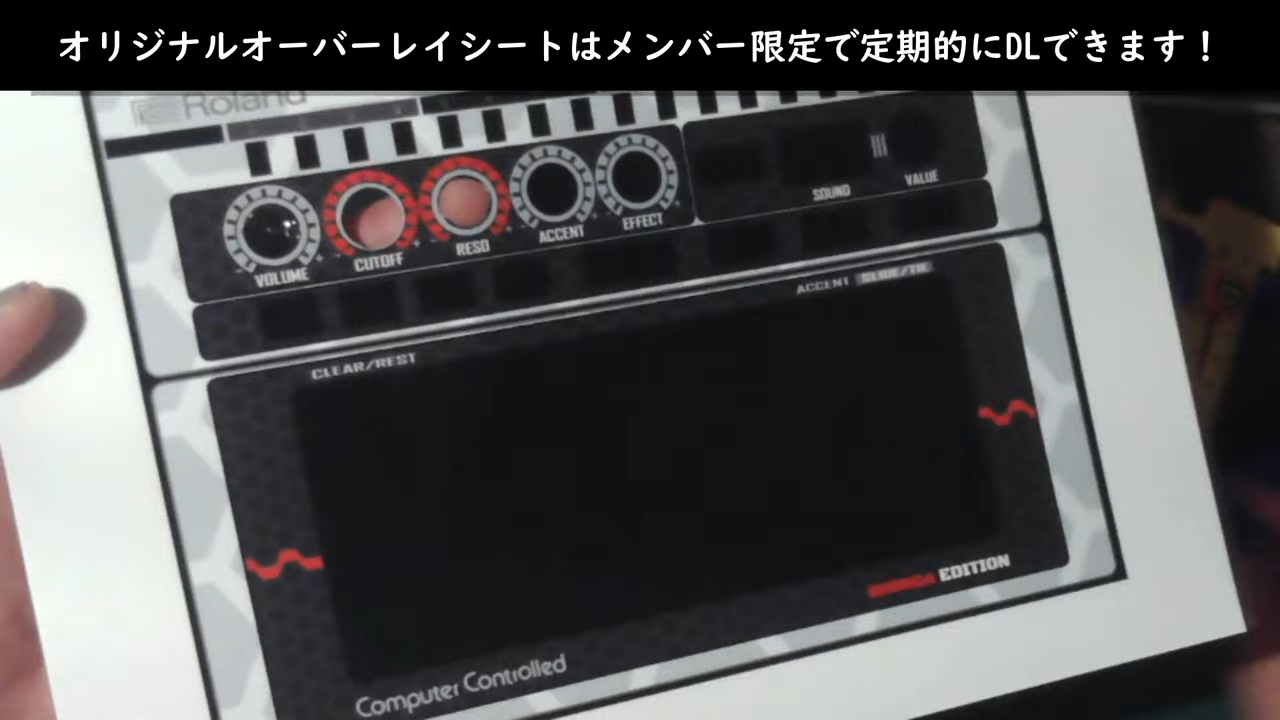 オリジナルオーバーレイシートはメンバー限定で定期的にDLできます！
Roland
VOLUME
CUTOFF
RESO
ACCENT
EFFECT
SOUND
VALUE
CLEAR/REST
ACCENT
EDITION
Computer Controlled